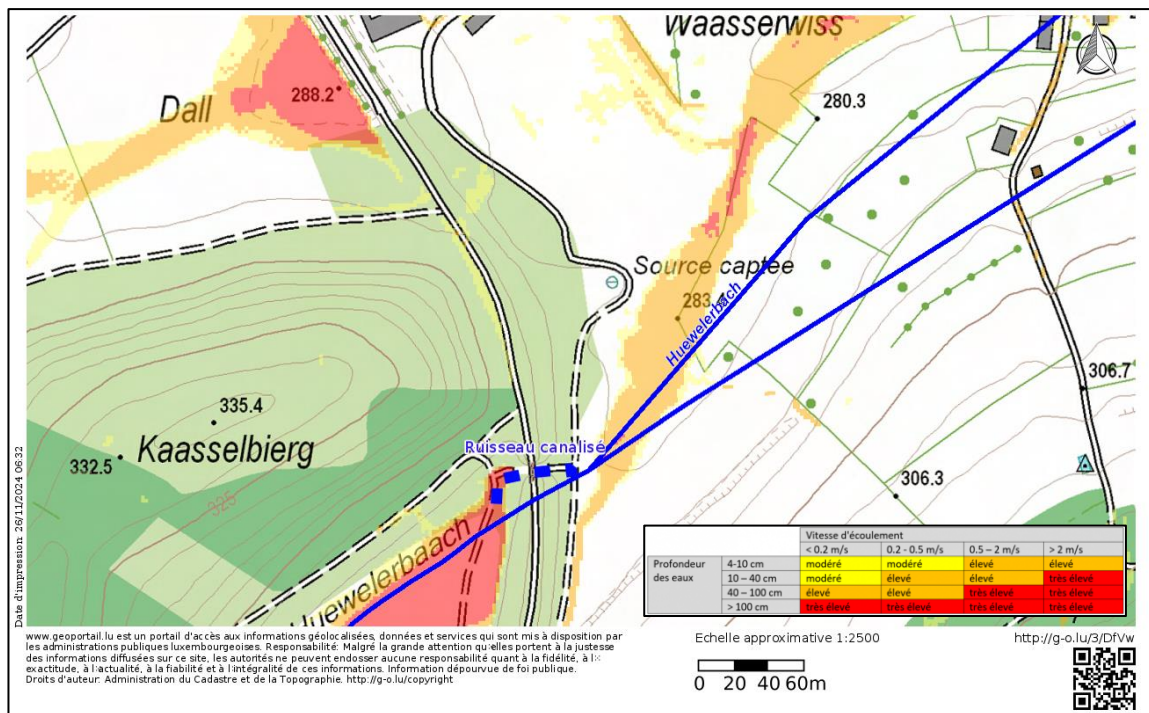 Waasserwiss
288.2
Dall
280.3
Source captée
283.
Huewelerbach
306.7
335.4
Kaasselbierg
332.5
325
Ruisseau canalisé
306.3
Huewelerbaach
Date d'impression: 26/11/2024 06:32
Vitesse d'écoulement
< 0.2 m/s 0.2 - 0.5 m/s 0.5 – 2 m/s > 2 m/s
Profondeur des eaux 4-10 cm modéré modéré élevé élevé
10 – 40 cm modéré élevé élevé très élevé
40 – 100 cm élevé élevé très élevé très élevé
> 100 cm très élevé très élevé très élevé très élevé
www.geoportail.lu est un portail d'accès aux informations géolocalisées, données et services qui sont mis à disposition par
les administrations publiques luxembourgeoises. Responsabilité: Malgré la grande attention qu'elles portent à la justesse
des informations diffusées sur ce site, les autorités ne peuvent endosser aucune responsabilité quant à la fidélité, à l'
exactitude, à l'actualité, à la fiabilité et à l'intégralité de ces informations. Information dépourvue de foi publique.
Droits d'auteur: Administration du Cadastre et de la Topographie. http://g-o.lu/copyright
Echelle approximative 1:2500
http://g-o.lu/3/DfVw
0 20 40 60m